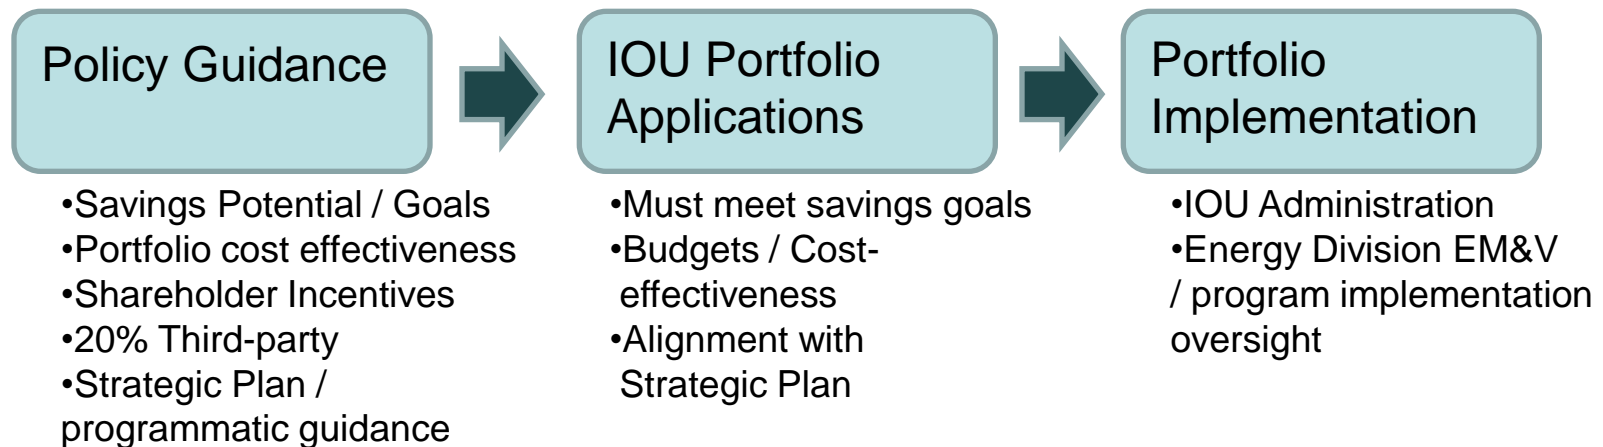 Policy Guidance
•Savings Potential / Goals
•Portfolio cost effectiveness
•Shareholder Incentives
•20% Third-party
•Strategic Plan /
programmatic guidance
IOU Portfolio
Applications
•Must meet savings goals
•Budgets / Cost-
effectiveness
•Alignment with
Strategic Plan
Portfolio
Implementation
•IOU Administration
•Energy Division EM&V
/ program implementation
oversight